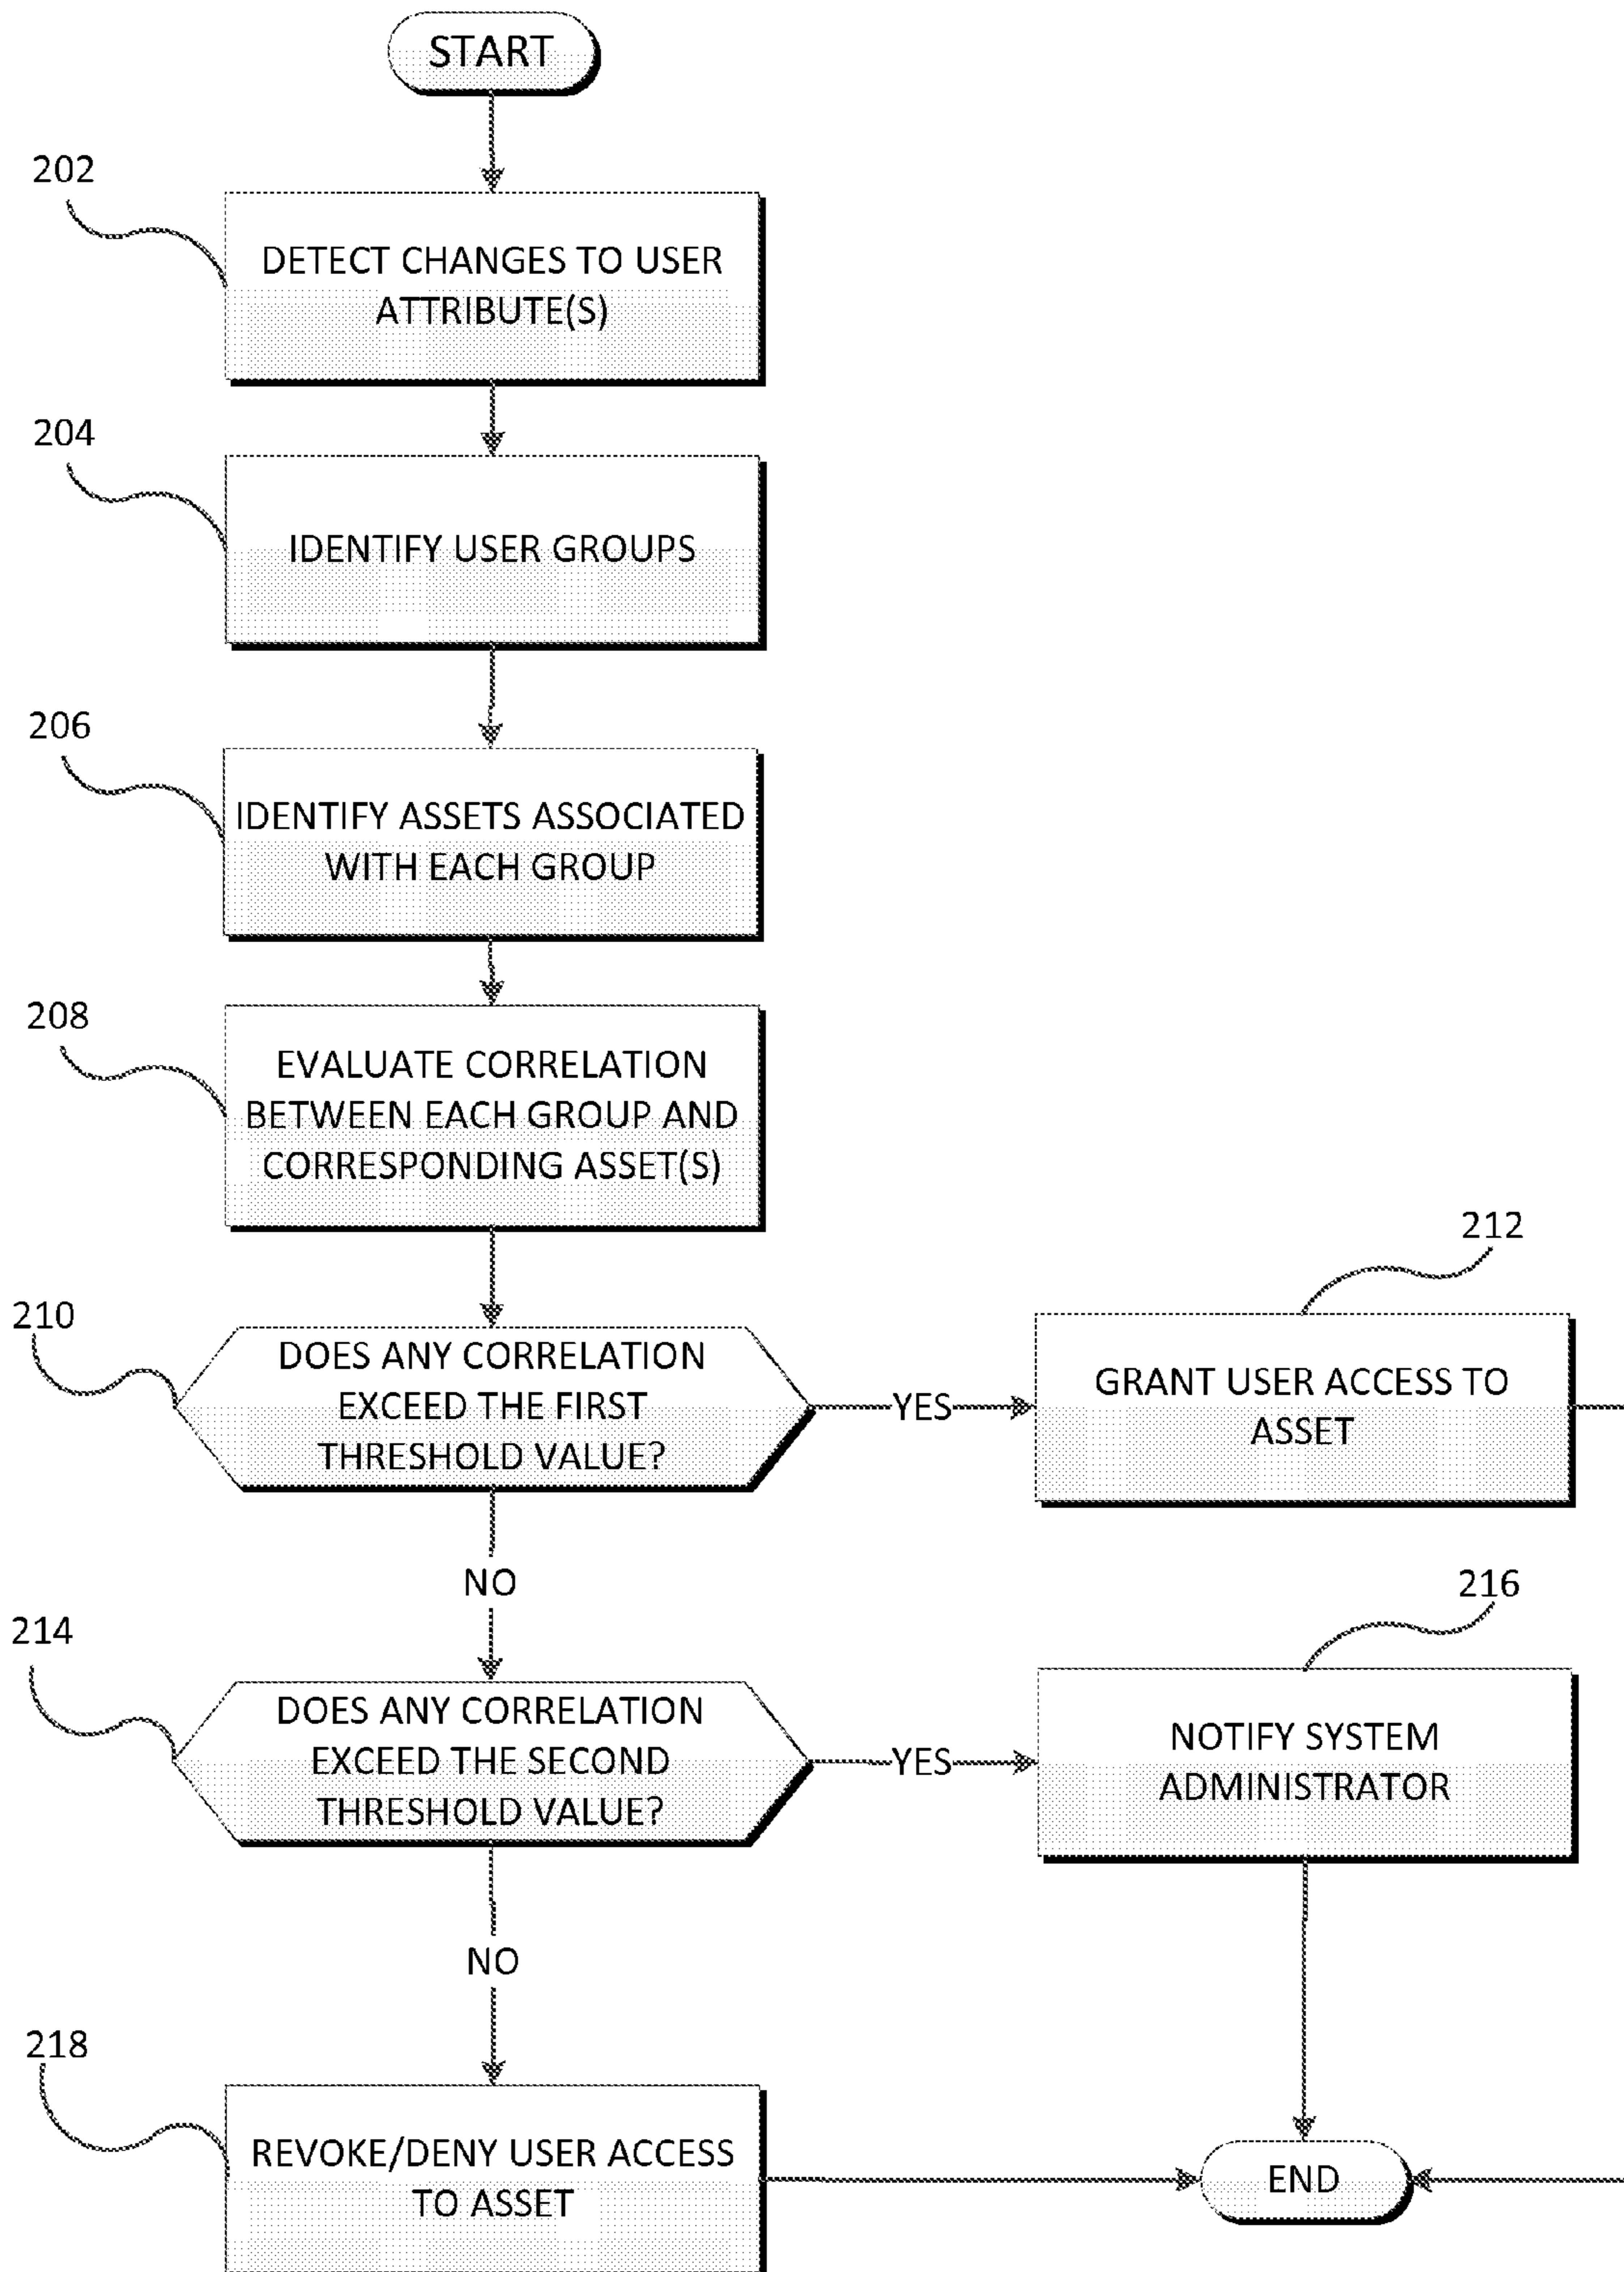 START
202
DETECT CHANGES TO USER
ATTRIBUTE(S)
204
IDENTIFY USER GROUPS
206
IDENTIFY ASSETS ASSOCIATED
WITH EACH GROUP
208
EVALUATE CORRELATION
BETWEEN EACH GROUP AND
CORRESPONDING ASSET(S)
210
DOES ANY CORRELATION
EXCEED THE FIRST
THRESHOLD VALUE?
YES
212
GRANT USER ACCESS TO
ASSET
NO
214
DOES ANY CORRELATION
EXCEED THE SECOND
THRESHOLD VALUE?
YES
216
NOTIFY SYSTEM
ADMINISTRATOR
NO
218
REVOKE/DENY USER ACCESS
TO ASSET
END